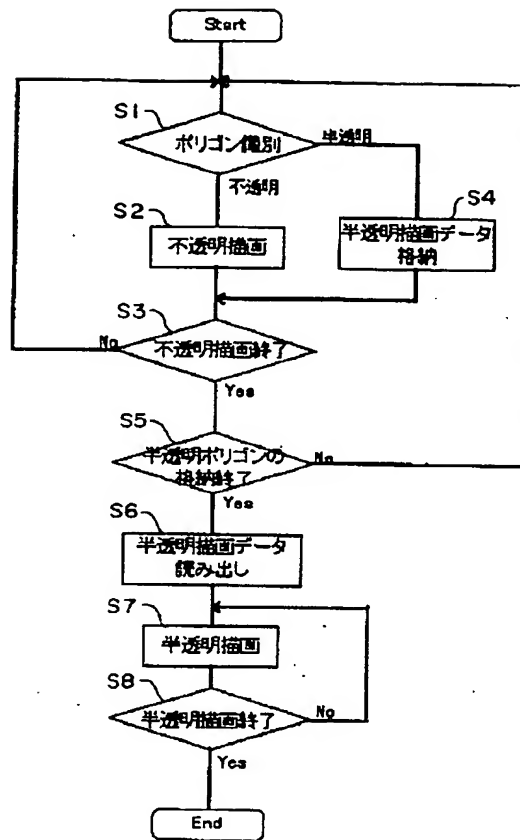 Start
S1
ポリゴン識別
半透明
不透明
S2
不透明描画
S4
半透明描画データ
格納
S3
No
不透明描画終了
Yes
S5
半透明ポリゴンの
格納終了
No
Yes
S6
半透明描画データ
読み出し
S7
半透明描画
S8
半透明描画終了
No
Yes
End